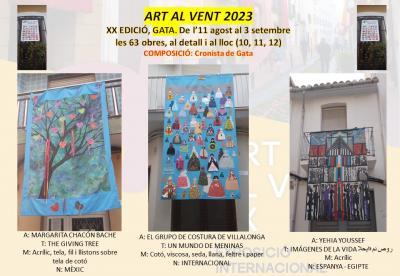 ART AL VENT 2023
XX EDICIÓ, GATA. De l'11 agost al 3 setembre
les 63 obres, al detall i al lloc (10, 11, 12)
COMPOSICIÓ: Cronista de Gata
A: MARGARITA CHACÓN BACHE
T: THE GIVING TREE
M: Acrílic, tela, fil i llistons sobre
tela de cotó
N: MÈXIC
A: EL GRUPO DE COSTURA DE VILLALONGA
T: UN MUNDO DE MENINAS
M: Cotó, viscosa, seda, llana, feltre i paper
N: INTERNACIONAL
A: YEHIA YOUSSEF
T: IMÁGENES DE LA VIDA
M: Acrílic
N: ESPANYA- EGIPTE